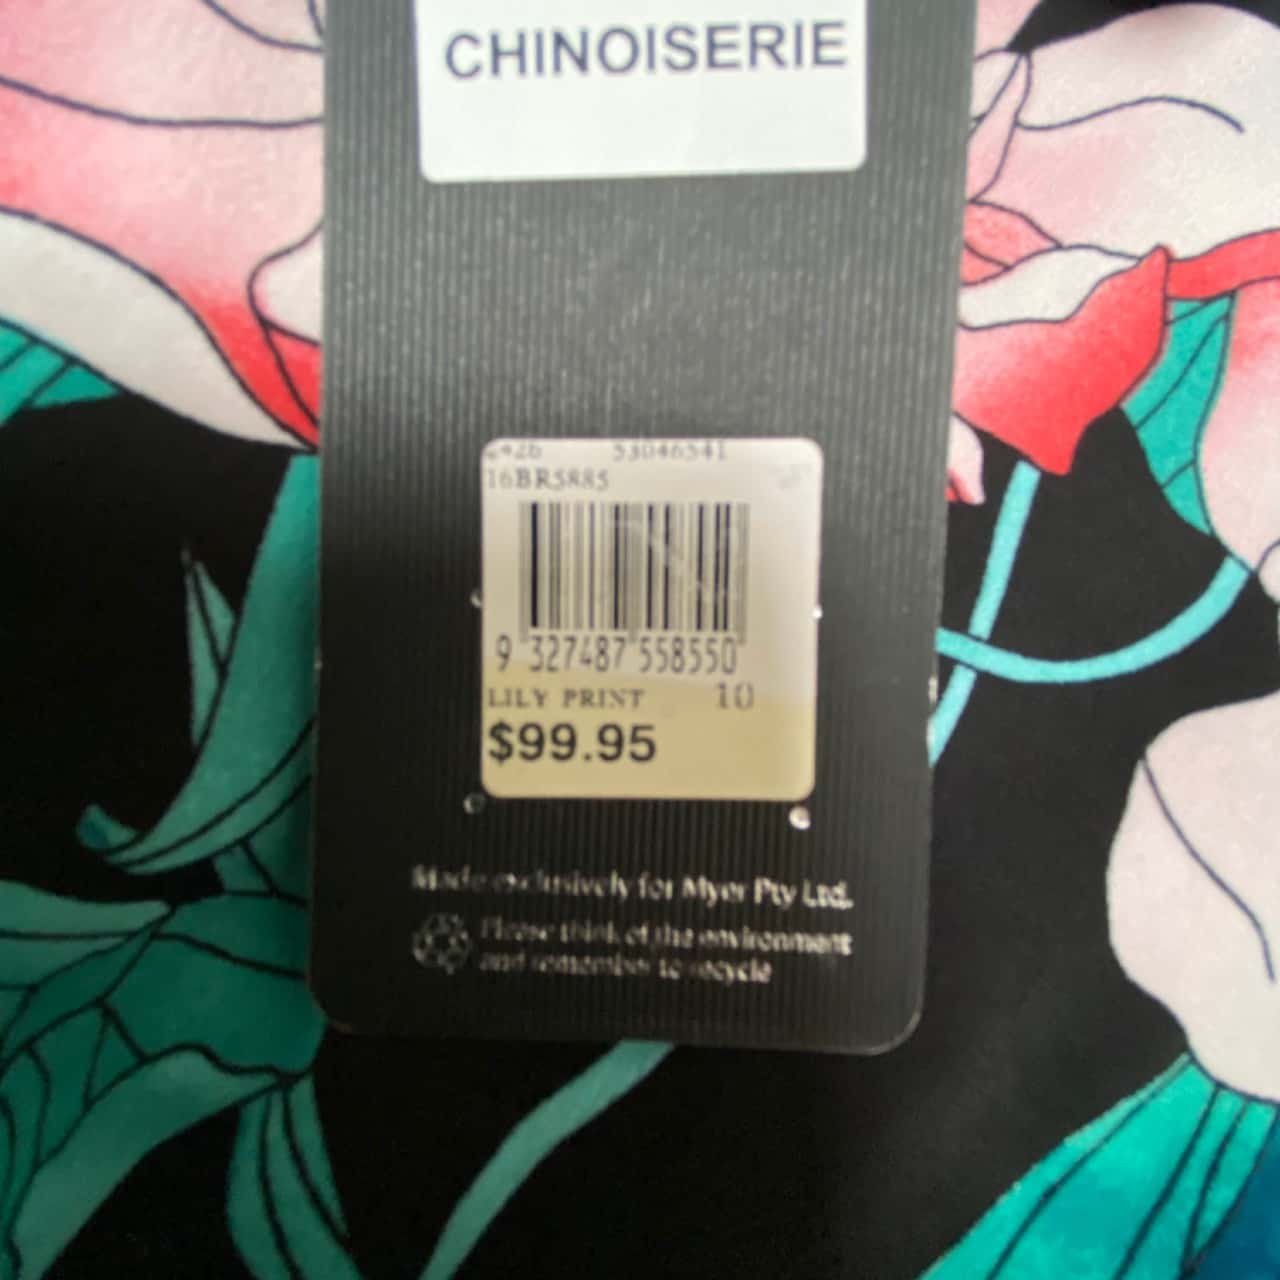 CHINOISERIE
53046541
16BR5885
9 327487 558550
LILY PRINT 10
$99.95
Made exclusively for Myer Pty Ltd.
Please think of the environment
and remember to recycle